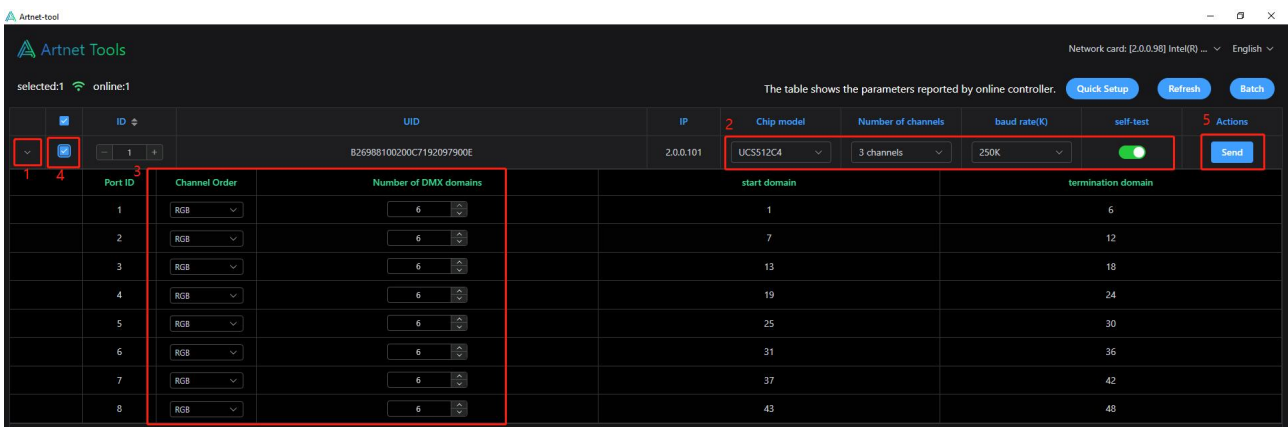 Artnet-tool
Artnet Tools
Network card: [2.0.0.98] Intel(R) ... English
selected:1 online:1
The table shows the parameters reported by online controller. Quick Setup Refresh Batch
ID UID IP 2 Chip model Number of channels baud rate(K) self-test 5 Actions
- 1 + B26988100200C7192097900E 2.0.0.101 UCS512C4 3 channels 250K Send
1 4 3
Port ID Channel Order Number of DMX domains start domain termination domain
1 RGB 6 1 6
2 RGB 6 7 12
3 RGB 6 13 18
4 RGB 6 19 24
5 RGB 6 25 30
6 RGB 6 31 36
7 RGB 6 37 42
8 RGB 6 43 48